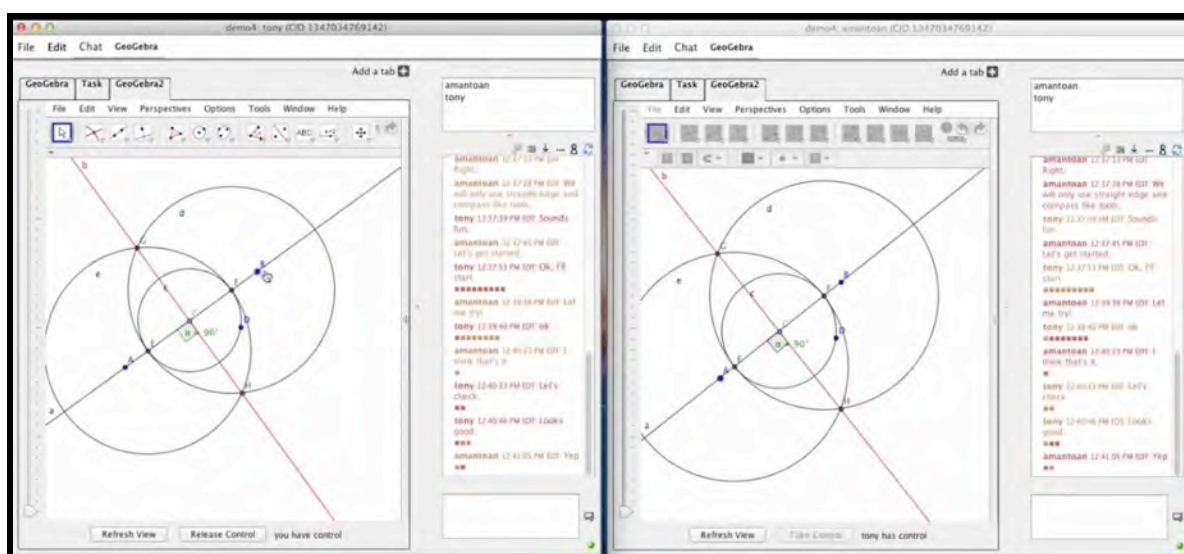 demo4: tony (CID 1347034769142)
File Edit Chat GeoGebra
Add a tab
GeoGebra Task GeoGebra2
File Edit View Perspectives Options Tools Window Help
ABC
b
d
G
e
B
F
c
C
D
α = 90°
E
A
H
a
Refresh View Release Control you have control
amantoan
tony
Right.
amantoan 12:37:28 PM EDT: We
will only use straight edge and
compass like tools.
tony 12:37:39 PM EDT: Sounds
fun.
amantoan 12:37:45 PM EDT:
Let's get started.
tony 12:37:53 PM EDT: Ok, I'll
start
amantoan 12:39:38 PM EDT: Let
me try!
tony 12:39:40 PM EDT: ok
amantoan 12:40:23 PM EDT: I
think that's it.
tony 12:40:33 PM EDT: Let's
check.
tony 12:40:46 PM EDT: Looks
good.
amantoan 12:41:05 PM EDT: Yep
demo4: amantoan (CID 1347034769142)
File Edit Chat GeoGebra
Add a tab
GeoGebra Task GeoGebra2
File Edit View Perspectives Options Tools Window Help
b
d
G
e
B
F
c
C
D
α = 90°
E
A
H
a
Refresh View Take Control tony has control
amantoan
tony
Right.
amantoan 12:37:28 PM EDT: We
will only use straight edge and
compass like tools.
tony 12:37:39 PM EDT: Sounds
fun.
amantoan 12:37:45 PM EDT:
Let's get started.
tony 12:37:53 PM EDT: Ok, I'll
start
amantoan 12:39:38 PM EDT: Let
me try!
tony 12:39:40 PM EDT: ok
amantoan 12:40:23 PM EDT: I
think that's it.
tony 12:40:33 PM EDT: Let's
check.
tony 12:40:46 PM EDT: Looks
good.
amantoan 12:41:05 PM EDT: Yep